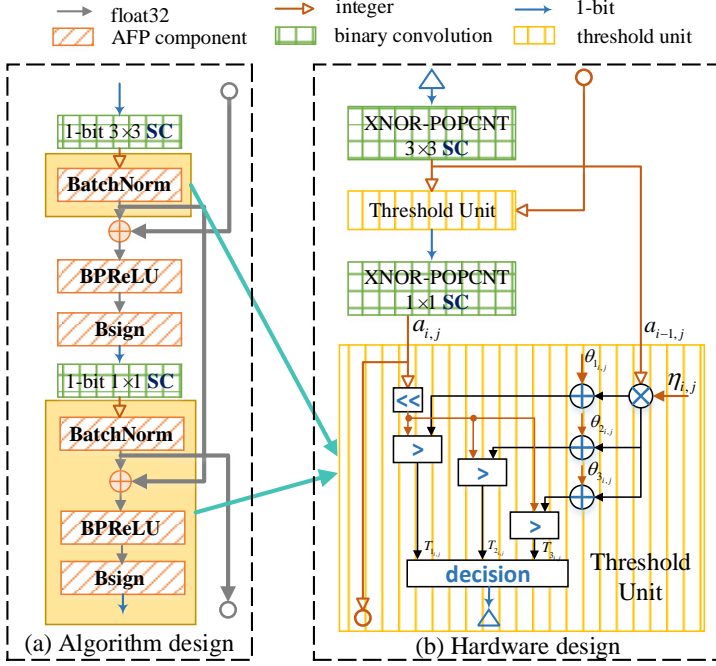 float32
integer
1-bit
AFP component
binary convolution
threshold unit
1-bit 3×3 SC
BatchNorm
BPReLU
Bsign
1-bit 1×1 SC
BatchNorm
BPReLU
Bsign
(a) Algorithm design
XNOR-POPCNT
3×3 SC
Threshold Unit
XNOR-POPCNT
1×1 SC
a_{i,j}
a_{i-1,j}
θ_{1_{i,j}}
η_{i,j}
<<
θ_{2_{i,j}}
>
>
θ_{3_{i,j}}
>
T_{1_{i,j}}
T_{2_{i,j}}
T_{3_{i,j}}
decision
Threshold
Unit
(b) Hardware design